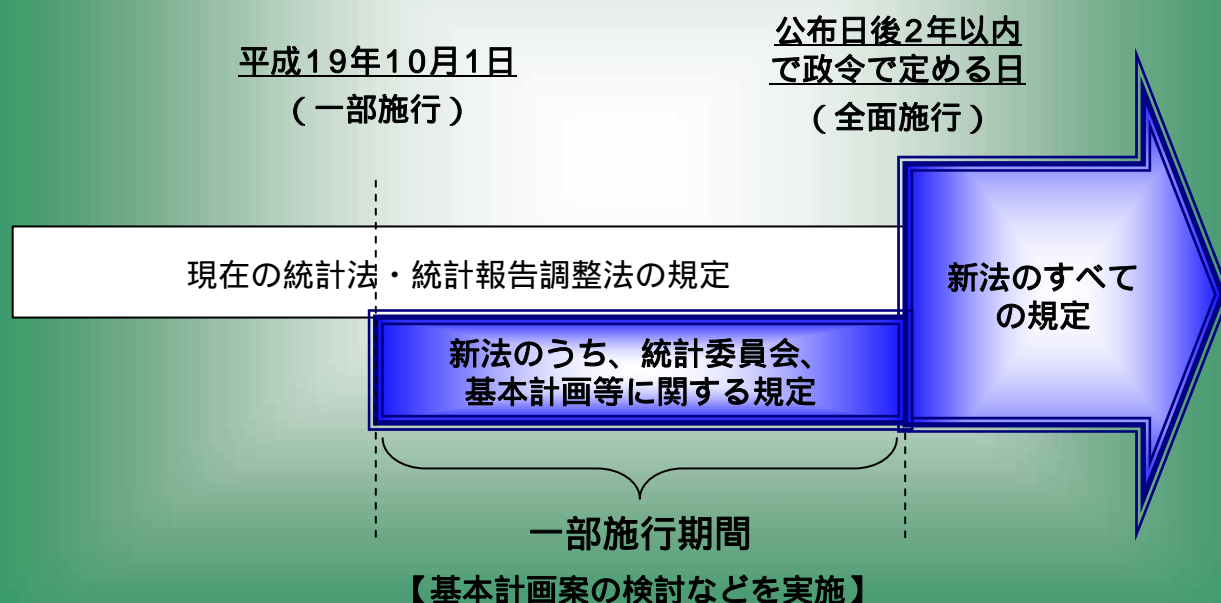 平成19年10月1日
（一部施行）
公布日後2年以内
で政令で定める日
（全面施行）
現在の統計法・統計報告調整法の規定
新法のすべて
の規定
新法のうち、統計委員会、
基本計画等に関する規定
一部施行期間
【基本計画案の検討などを実施】